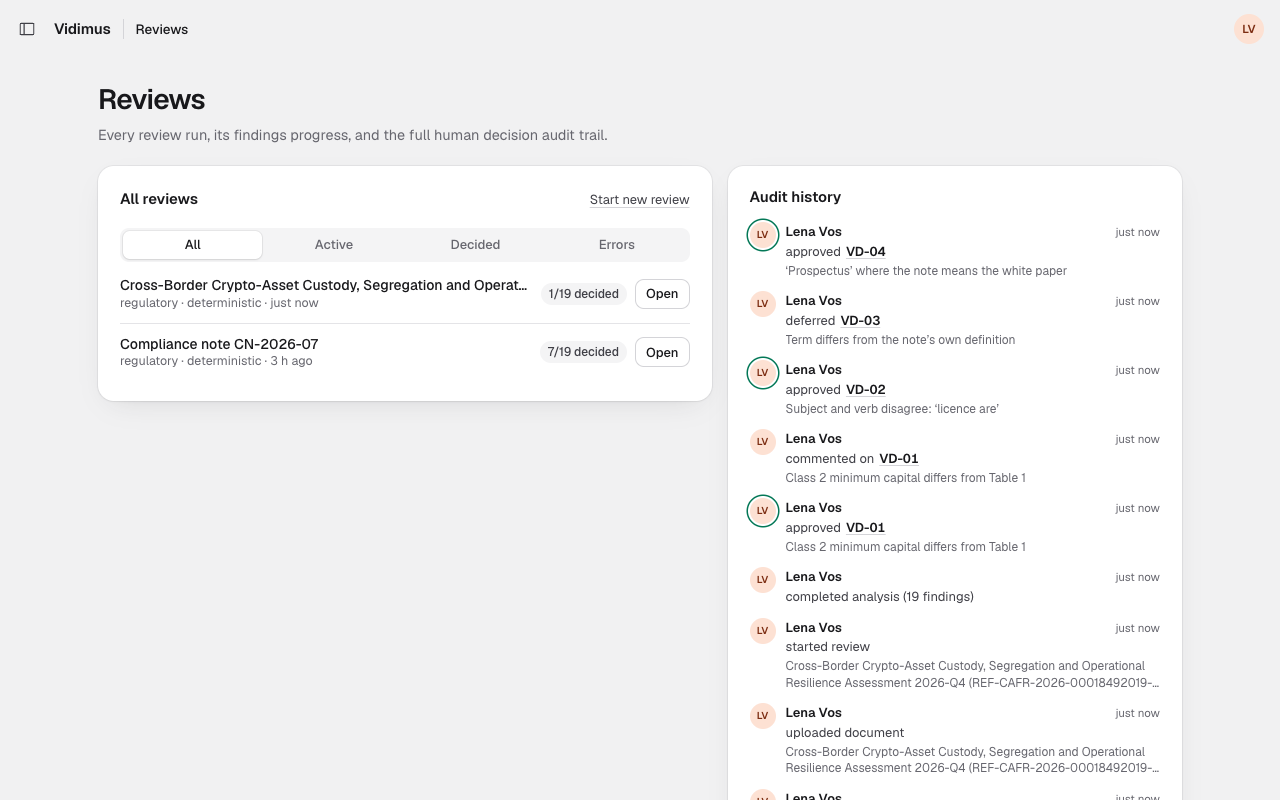 Vidimus
Reviews
LV
Reviews
Every review run, its findings progress, and the full human decision audit trail.
All reviews
Start new review
All
Active
Decided
Errors
Cross-Border Crypto-Asset Custody, Segregation and Operat…
regulatory · deterministic · just now
1/19 decided
Open
Compliance note CN-2026-07
regulatory · deterministic · 3 h ago
7/19 decided
Open
Audit history
LV
Lena Vos
just now
approved VD-04
‘Prospectus’ where the note means the white paper
LV
Lena Vos
just now
deferred VD-03
Term differs from the note’s own definition
LV
Lena Vos
just now
approved VD-02
Subject and verb disagree: ‘licence are’
LV
Lena Vos
just now
commented on VD-01
Class 2 minimum capital differs from Table 1
LV
Lena Vos
just now
approved VD-01
Class 2 minimum capital differs from Table 1
LV
Lena Vos
just now
completed analysis (19 findings)
LV
Lena Vos
just now
started review
Cross-Border Crypto-Asset Custody, Segregation and Operational
Resilience Assessment 2026-Q4 (REF-CAFR-2026-00018492019-…
LV
Lena Vos
just now
uploaded document
Cross-Border Crypto-Asset Custody, Segregation and Operational
Resilience Assessment 2026-Q4 (REF-CAFR-2026-00018492019-…
LV
Lena Vos
just now